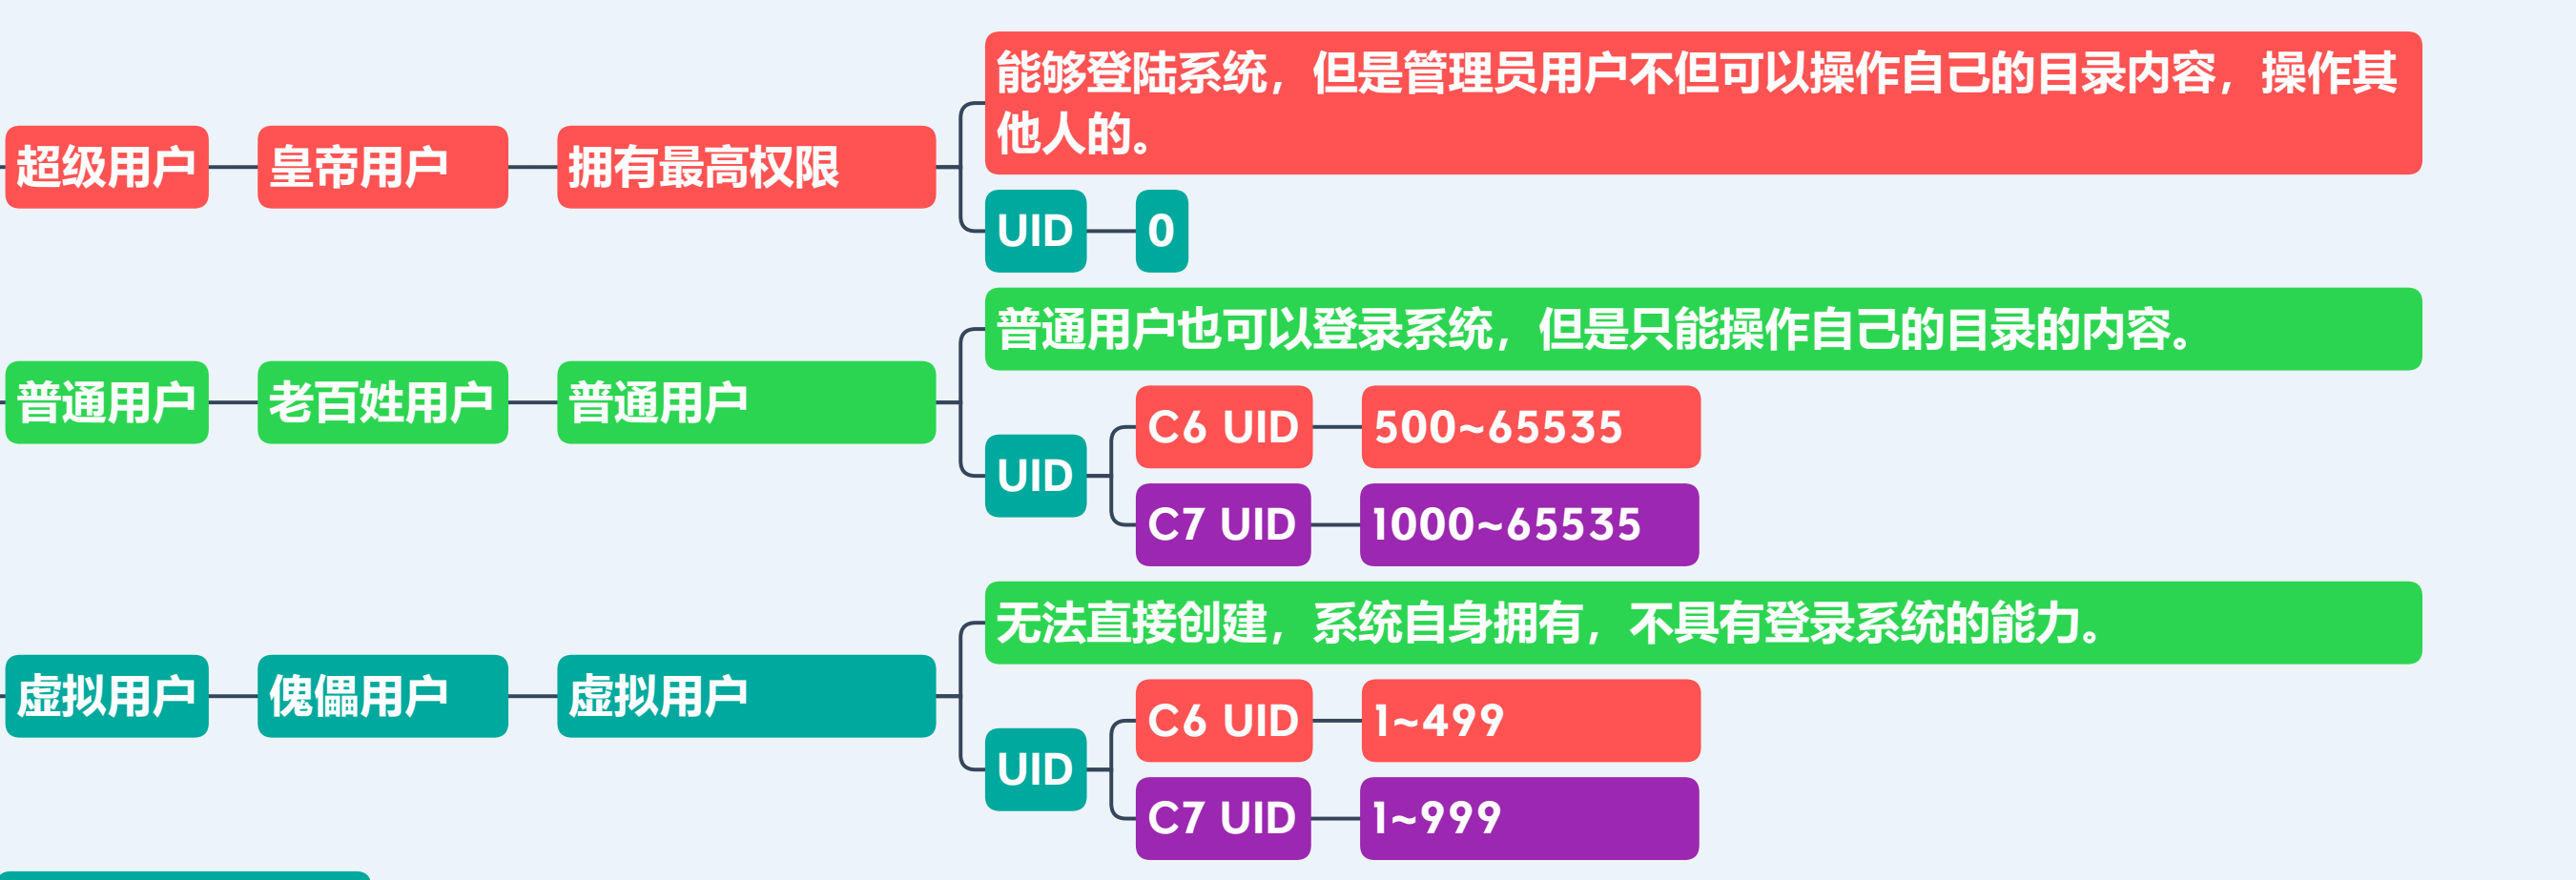 超级用户
皇帝用户
拥有最高权限
能够登陆系统，但是管理员用户不但可以操作自己的目录内容，操作其
他人的。
UID
0
普通用户
老百姓用户
普通用户
普通用户也可以登录系统，但是只能操作自己的目录的内容。
UID
C6 UID
500~65535
C7 UID
1000~65535
虚拟用户
傀儡用户
虚拟用户
无法直接创建，系统自身拥有，不具有登录系统的能力。
UID
C6 UID
1~499
C7 UID
1~999